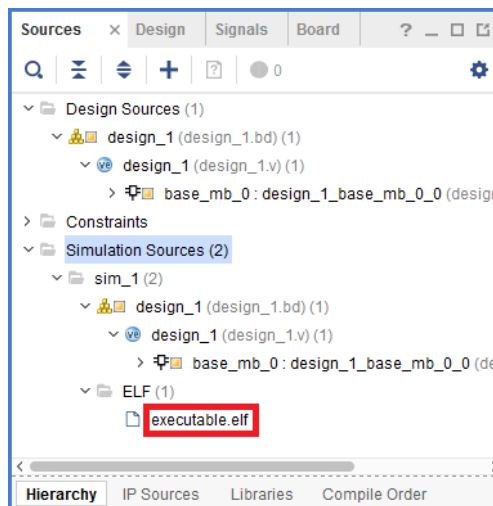 Sources × Design Signals Board ?
0
Design Sources (1)
design_1 (design_1.bd) (1)
design_1 (design_1.v) (1)
base_mb_0 : design_1_base_mb_0_0 (desig
Constraints
Simulation Sources (2)
sim_1 (2)
design_1 (design_1.bd) (1)
design_1 (design_1.v) (1)
base_mb_0 : design_1_base_mb_0_0 (de
ELF (1)
executable.elf
Hierarchy IP Sources Libraries Compile Order